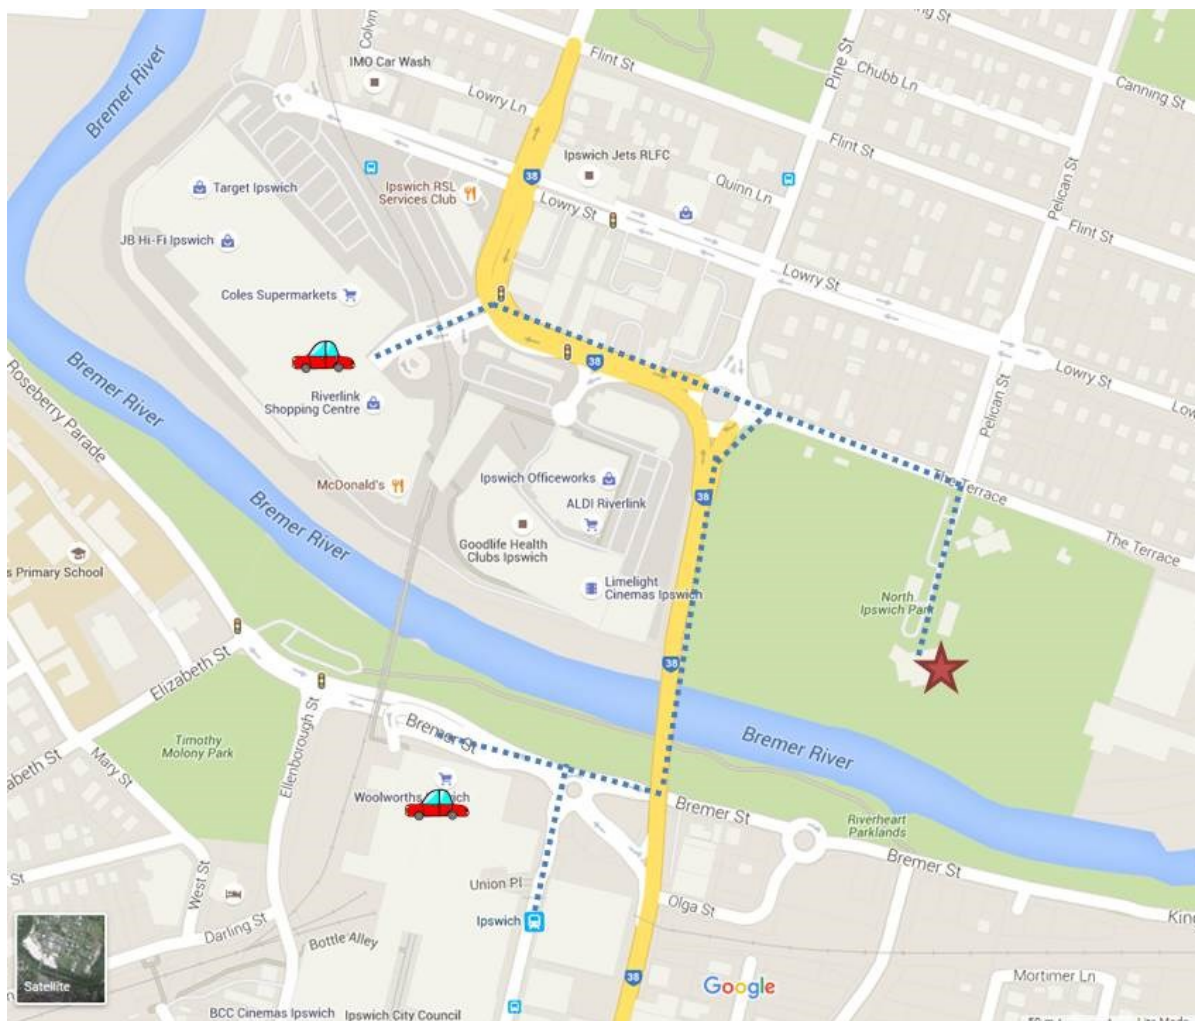 Bremer River
Colvin
IMO Car Wash
Lowry Ln
Flint St
Pine St
Chubb Ln
Canning St
Flint St
Ipswich Jets RLFC
Quinn Ln
Pelican St
Flint St
Target Ipswich
Ipswich RSL
Services Club
38
Lowry St
JB Hi-Fi Ipswich
Coles Supermarkets
Lowry St
Lowry St
38
Riverlink
Shopping Centre
Pelican St
Roseberry Parade
Bremer River
McDonald's
Bremer River
Ipswich Officeworks
ALDI Riverlink
38
The Terrace
The Terrace
Goodlife Health
Clubs Ipswich
s Primary School
Limelight
Cinemas Ipswich
North
Ipswich Park
38
Elizabeth St
Ellenborough St
Bremer St
Bremer River
Timothy
Molony Park
abeth St
Mary St
Woolworths
Bremer St
Riverheart
Parklands
Bremer St
St
West St
Union Pl
Olga St
Ipswich
Darling St
Bottle Alley
38
Google
Mortimer Ln
Satellite
BCC Cinemas Ipswich
Ipswich City Council